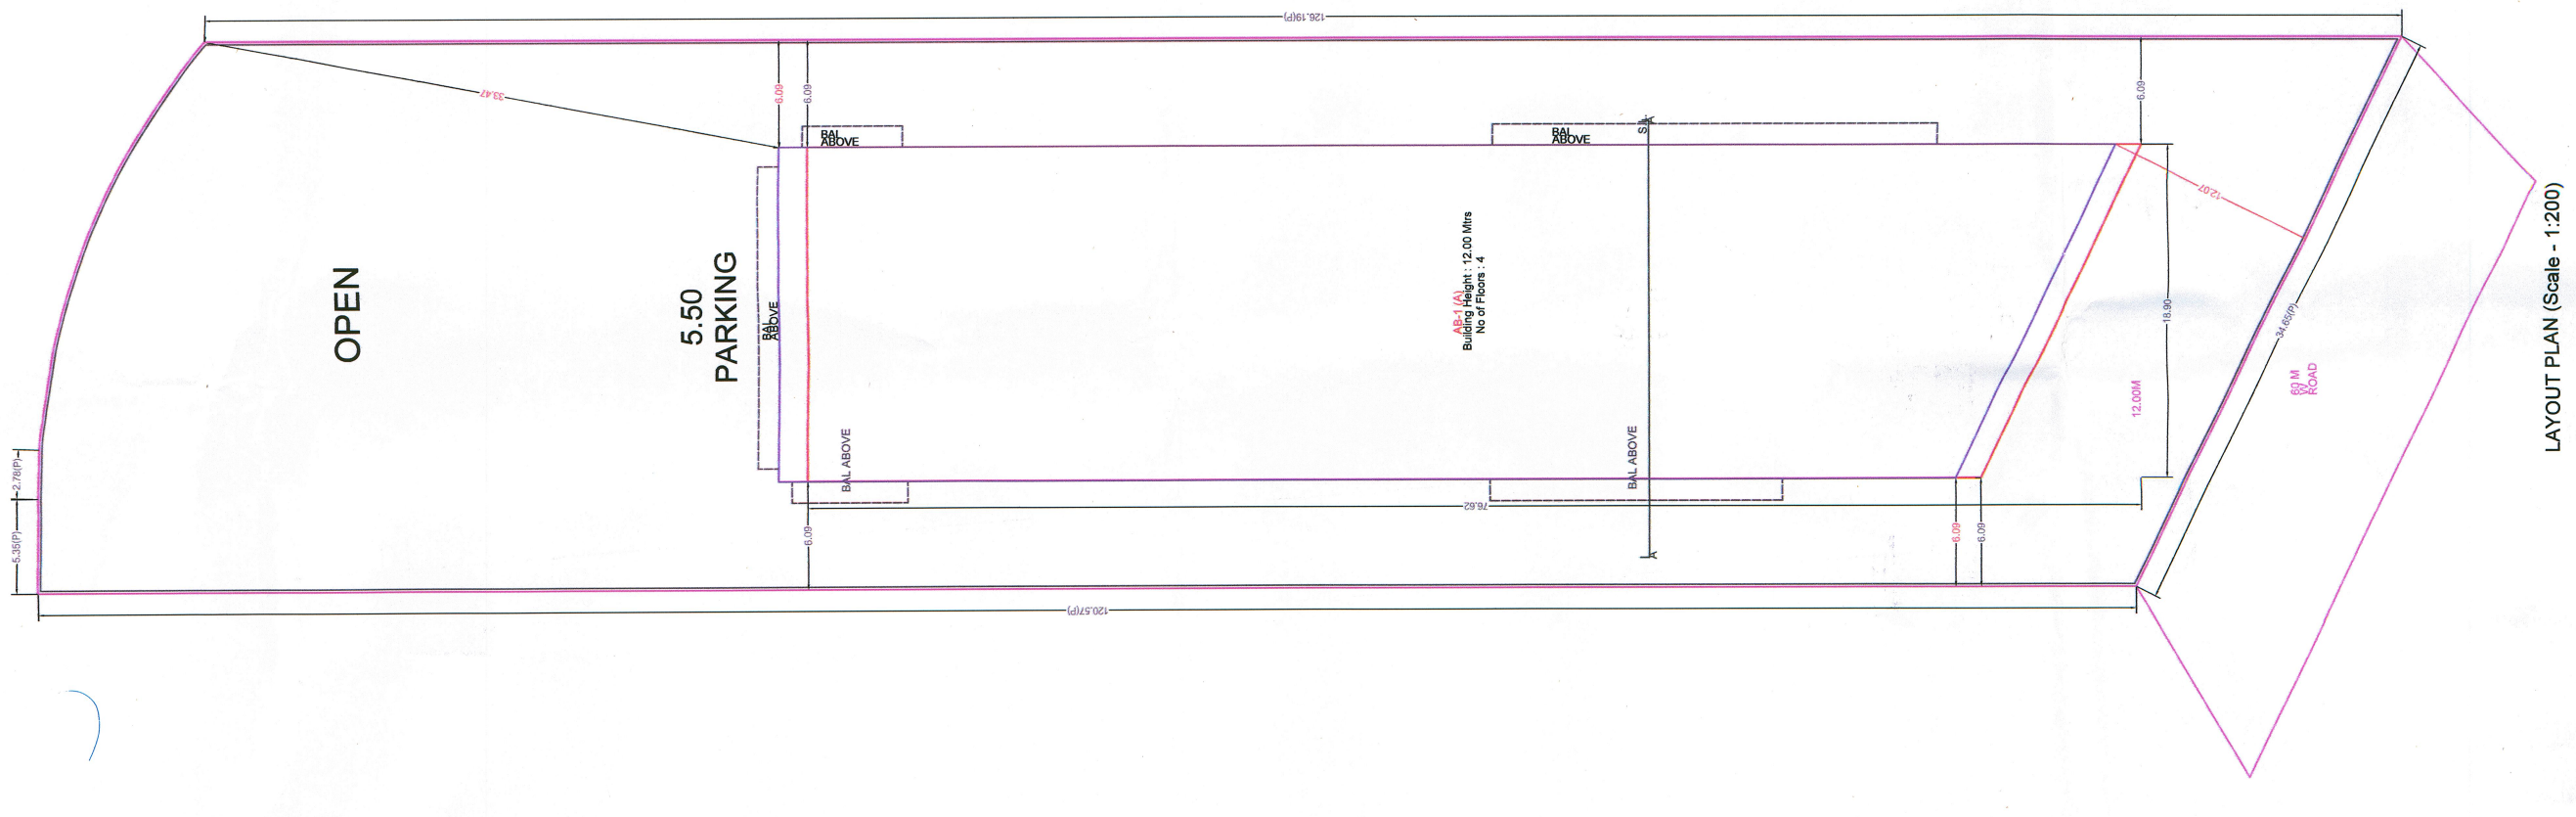 126.19(P)
33.47
6.09
6.09
6.09
BAL
ABOVE
BAL
ABOVE
A
12.07
OPEN
5.50
PARKING
BAL
ABOVE
AB-1 (A)
Building Height : 12.00 Mtrs
No of Floors : 4
18.90
34.65(P)
12.00M
60 M
W
ROAD
LAYOUT PLAN (Scale - 1:200)
2.78(P)
5.35(P)
BAL ABOVE
BAL ABOVE
76.62
6.09
6.09
6.09
A
120.57(P)